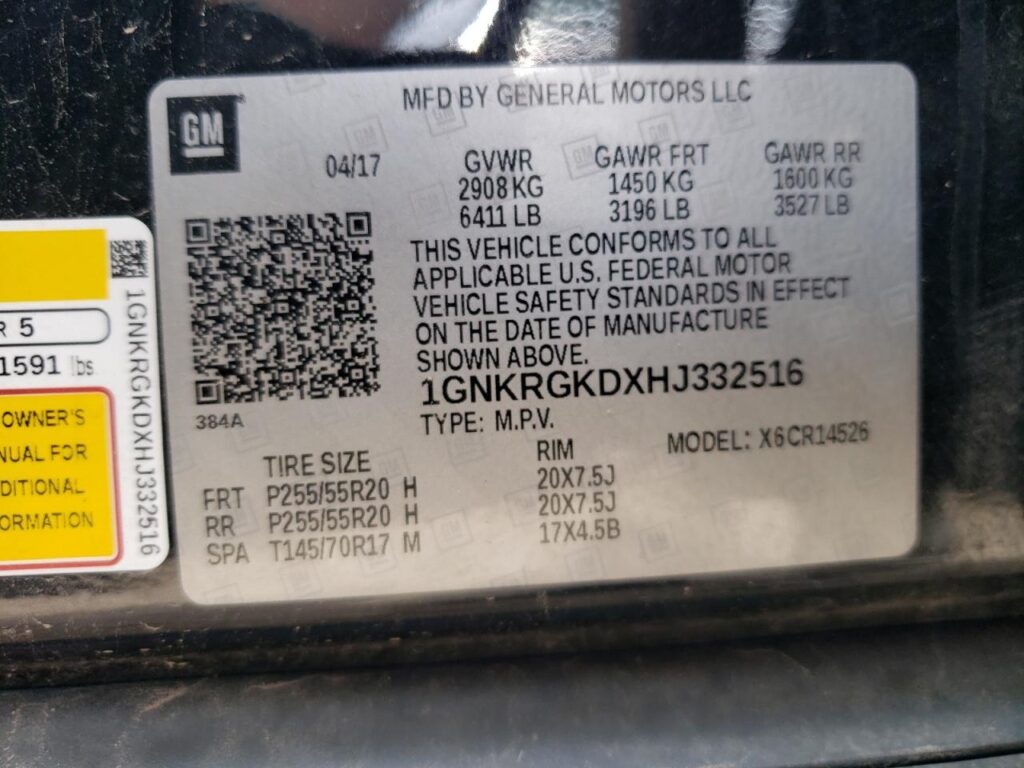 MFD BY GENERAL MOTORS LLC
GM
04/17
GVWR GAWR FRT GAWR RR
2908 KG 1450 KG 1600 KG
6411 LB 3196 LB 3527 LB
THIS VEHICLE CONFORMS TO ALL
APPLICABLE U.S. FEDERAL MOTOR
VEHICLE SAFETY STANDARDS IN EFFECT
ON THE DATE OF MANUFACTURE
SHOWN ABOVE.
1GNKRGKDXHJ332516
384A
TYPE: M.P.V.
MODEL: X6CR14526
TIRE SIZE RIM
FRT P255/55R20 H 20X7.5J
RR P255/55R20 H 20X7.5J
SPA T145/70R17 M 17X4.5B
R 5
1591 lbs
OWNER'S
NUAL FOR
DITIONAL
ORMATION
1GNKRGKDXHJ332516